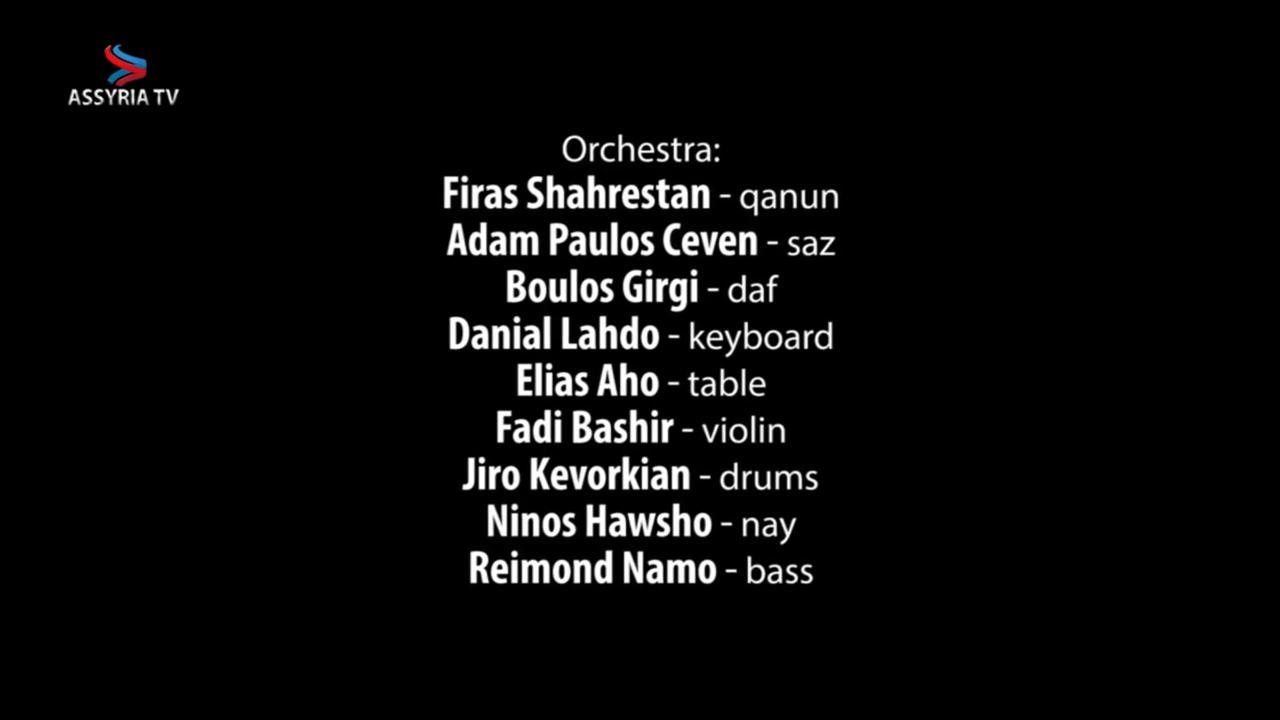 ASSYRIA TV
Orchestra:
Firas Shahrestan - qanun
Adam Paulos Ceven - saz
Boulos Girgi - daf
Danial Lahdo - keyboard
Elias Aho - table
Fadi Bashir - violin
Jiro Kevorkian - drums
Ninos Hawsho - nay
Reimond Namo - bass